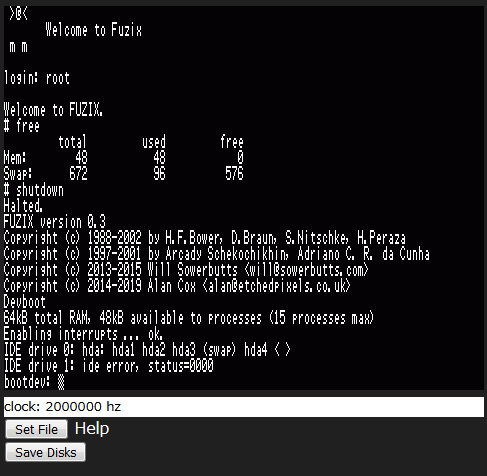 >@<
Welcome to Fuzix
m m
login: root
Welcome to FUZIX.
# free
total used free
Mem: 48 48 0
Swap: 672 96 576
# shutdown
Halted.
FUZIX version 0.3
Copyright (c) 1988-2002 by H.F.Bower, D.Braun, S.Nitschke, H.Peraza
Copyright (c) 1997-2001 by Arcady Schekochikhin, Adriano C. R. da Cunha
Copyright (c) 2013-2015 Will Sowerbutts <will@sowerbutts.com>
Copyright (c) 2014-2019 Alan Cox <alan@etchedpixels.co.uk>
Devboot
64kB total RAM, 48kB available to processes (15 processes max)
Enabling interrupts ... ok.
IDE drive 0: hda: hda1 hda2 hda3 (swap) hda4 < >
IDE drive 1: ide error, status=0000
bootdev:
clock: 2000000 hz
Set File Help
Save Disks